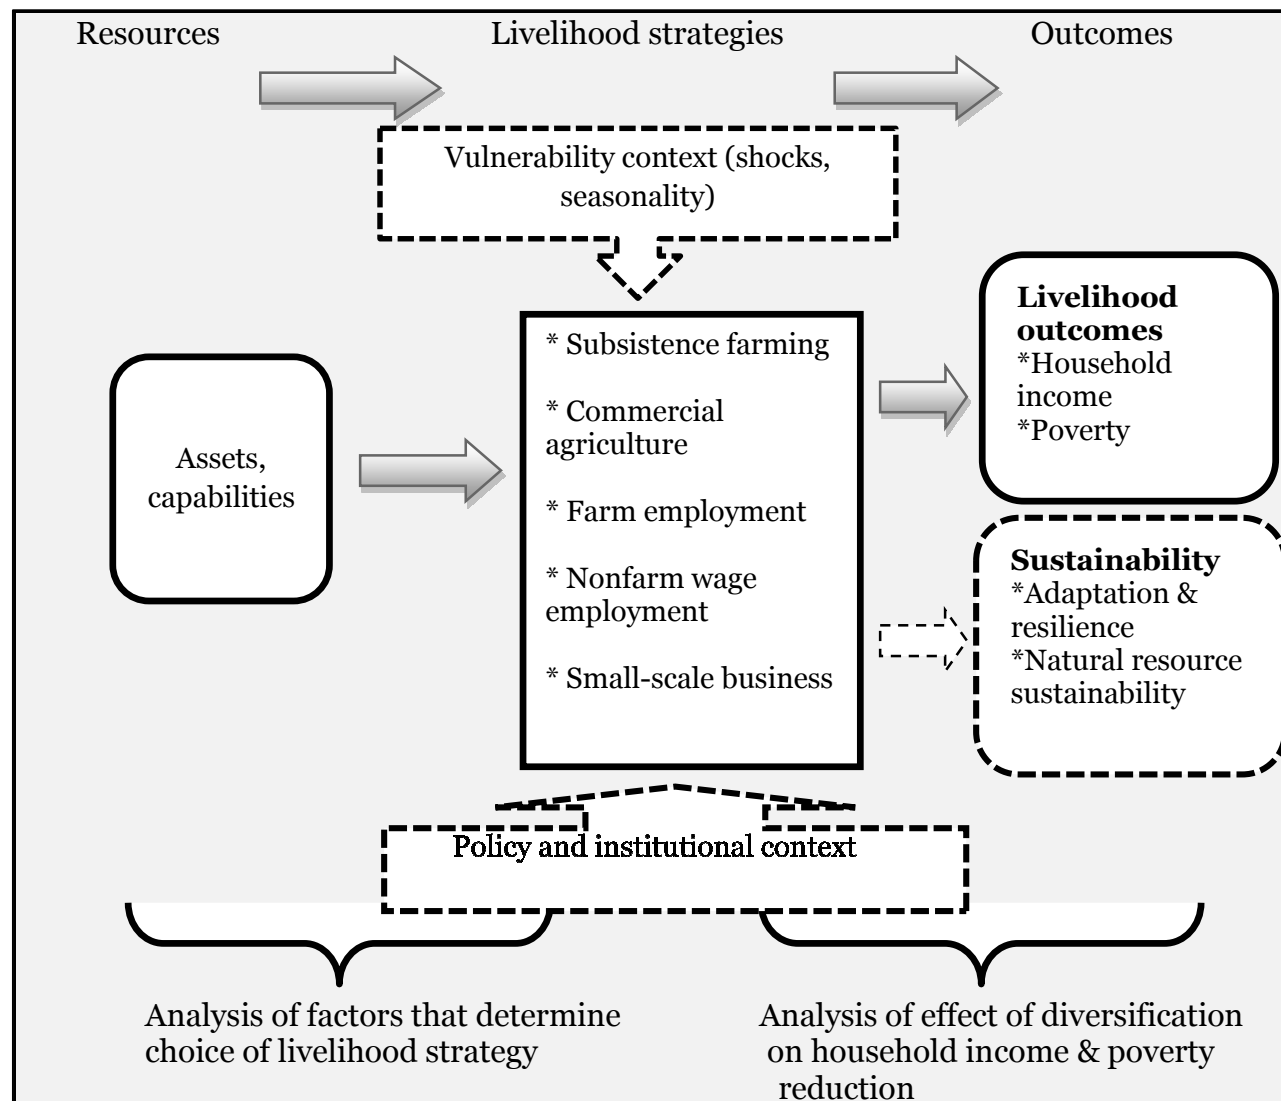 Resources
Livelihood strategies
Outcomes
Vulnerability context (shocks,
seasonality)
Assets,
capabilities
* Subsistence farming
* Commercial
agriculture
* Farm employment
* Nonfarm wage
employment
* Small-scale business
Livelihood
outcomes
*Household
income
*Poverty
Sustainability
*Adaptation &
resilience
*Natural resource
sustainability
Policy and institutional context
Analysis of factors that determine
choice of livelihood strategy
Analysis of effect of diversification
on household income & poverty
reduction